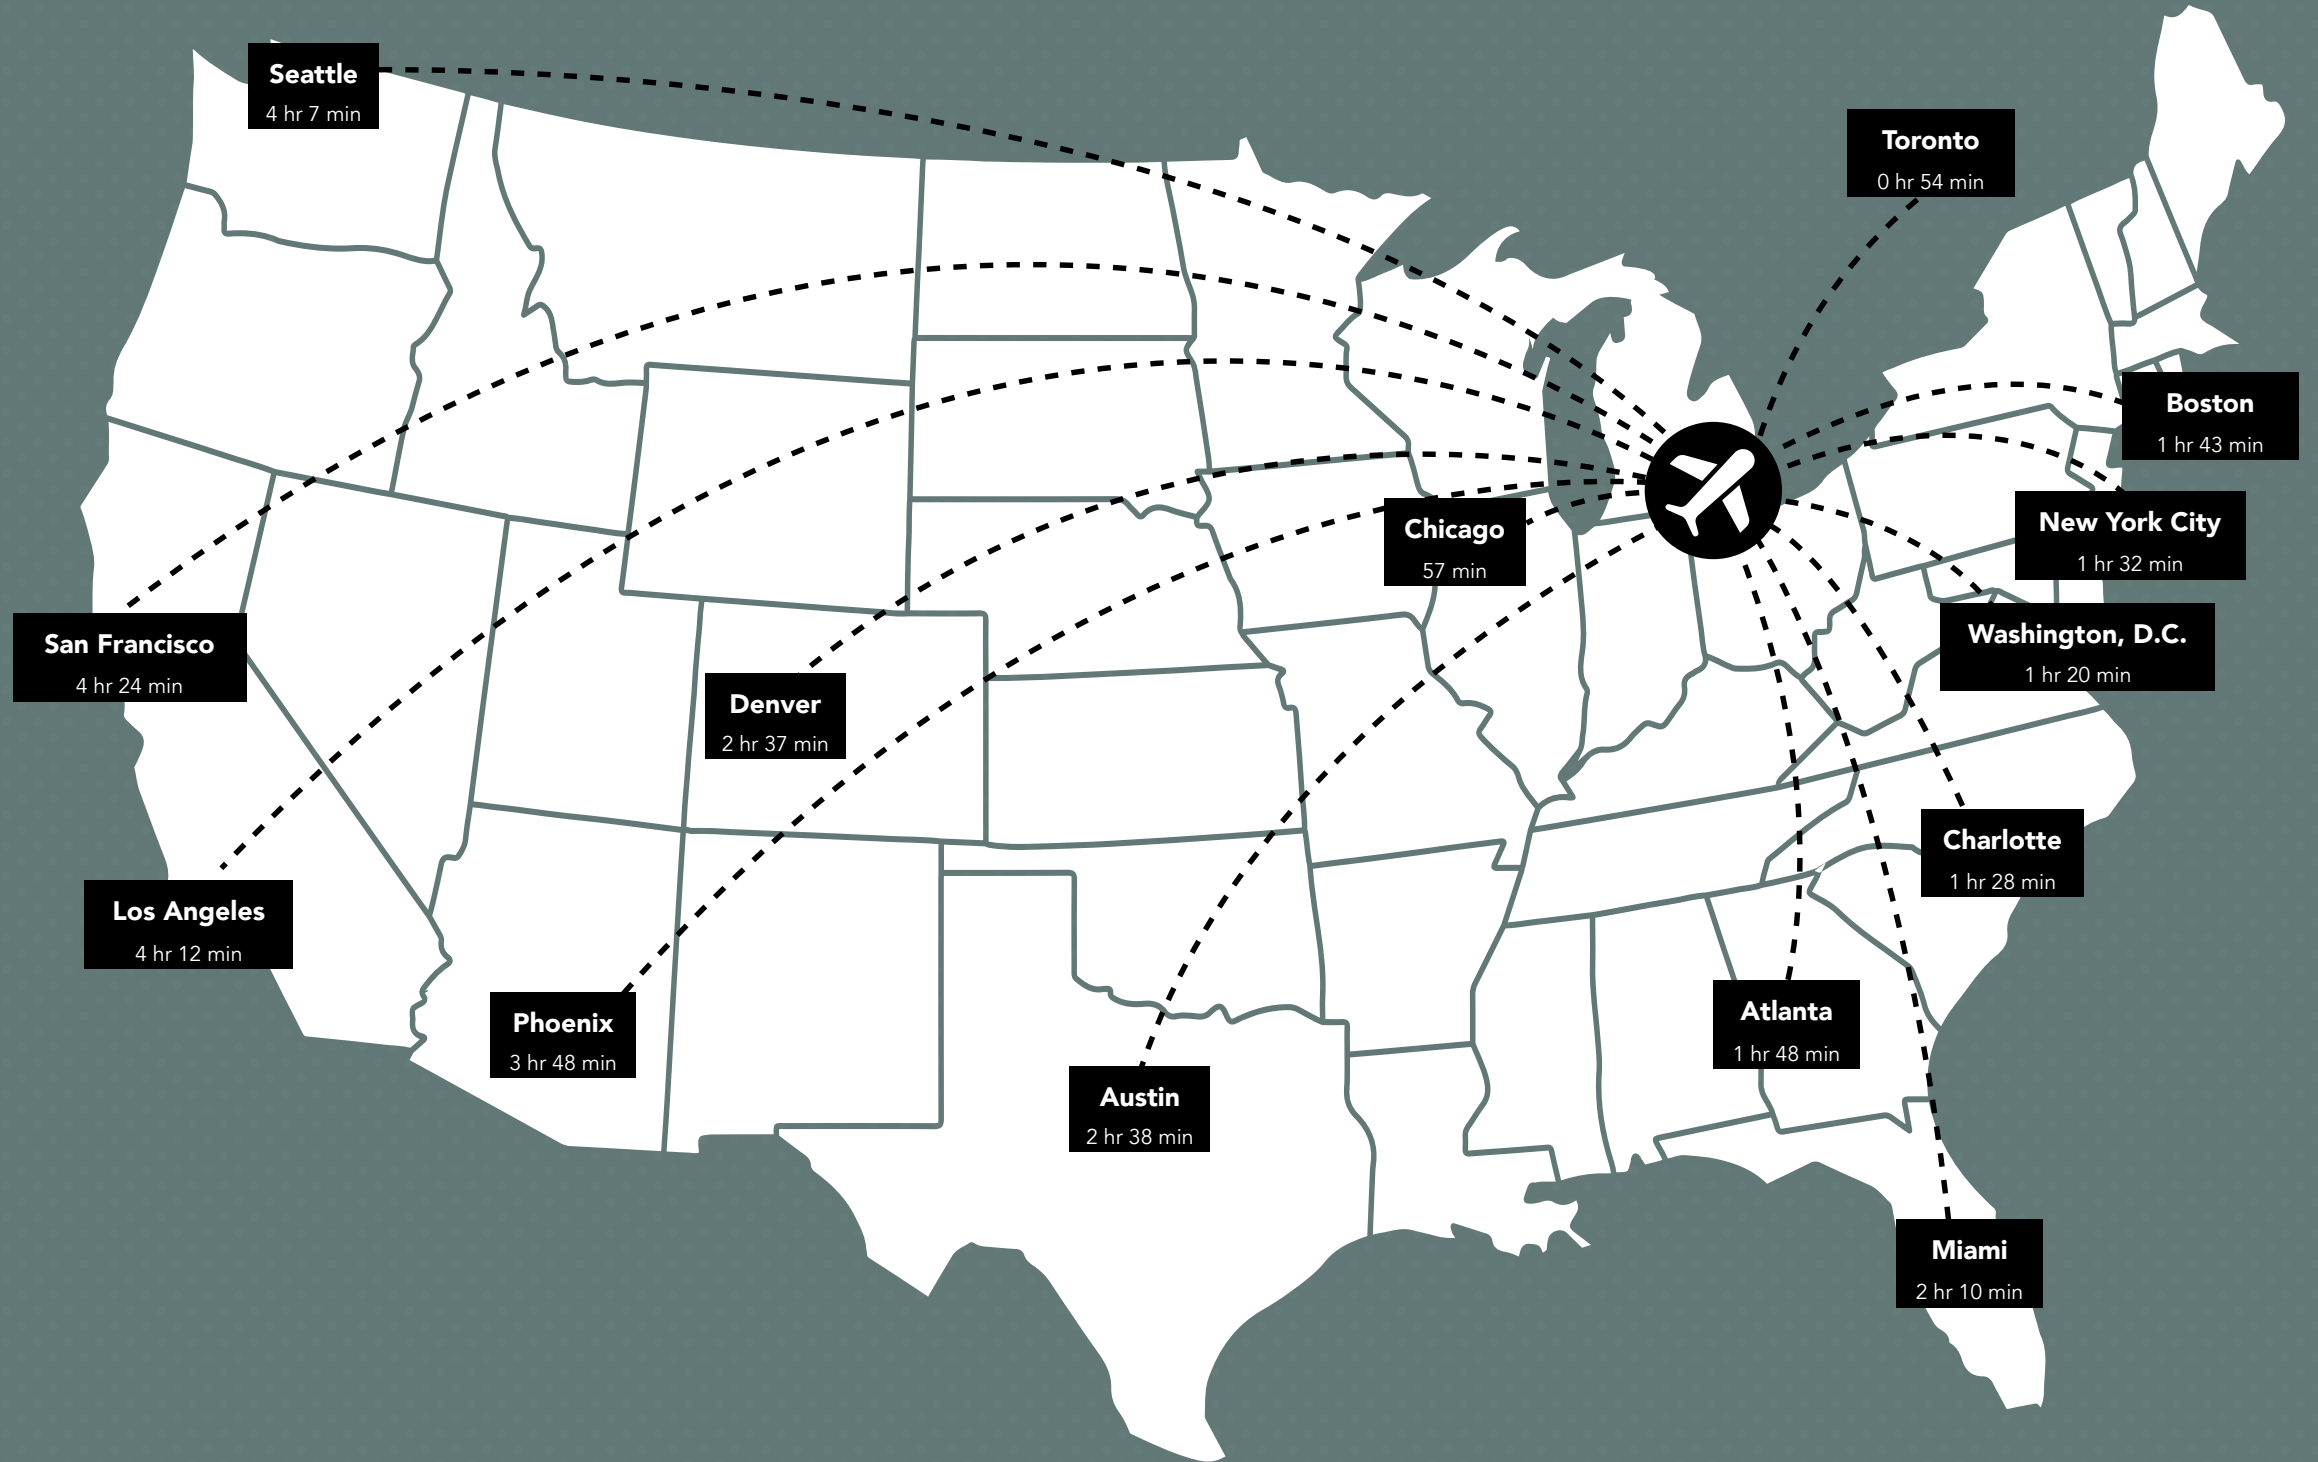 Seattle
4 hr 7 min
Toronto
0 hr 54 min
Boston
1 hr 43 min
New York City
1 hr 32 min
Chicago
57 min
Washington, D.C.
1 hr 20 min
San Francisco
4 hr 24 min
Denver
2 hr 37 min
Charlotte
1 hr 28 min
Los Angeles
4 hr 12 min
Phoenix
3 hr 48 min
Atlanta
1 hr 48 min
Austin
2 hr 38 min
Miami
2 hr 10 min